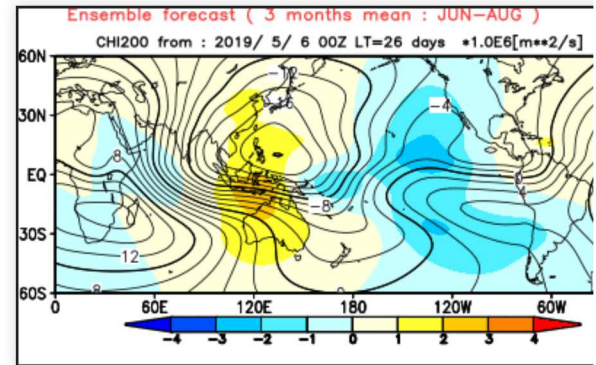 Ensemble forecast ( 3 months mean : JUN-AUG )
CHI200 from : 2019/ 5/ 6 00Z LT=26 days *1.0E6[m**2/s]
60N
30N
EQ
30S
60S
-12
-16
-4
8
-8
12
8
0
0 60E 120E 180 120W 60W
-4 -3 -2 -1 0 1 2 3 4